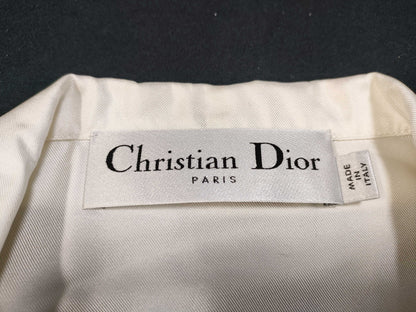 Christian Dior
PARIS
MADE
IN
ITALY